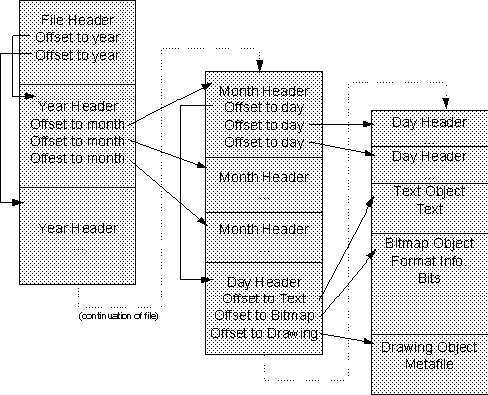 File Header
Offset to year
Offset to year
Year Header
Offset to month
Offset to month
Offest to month
Year Header
(continuation of file)
Month Header
Offset to day
Offset to day
Offset to day
Month Header
Month Header
Day Header
Offset to Text
Offset to Bitmap
Offset to Drawing
Day Header
Day Header
Text Object
Text
Bitmap Object
Format Info.
Bits
Drawing Object
Metafile